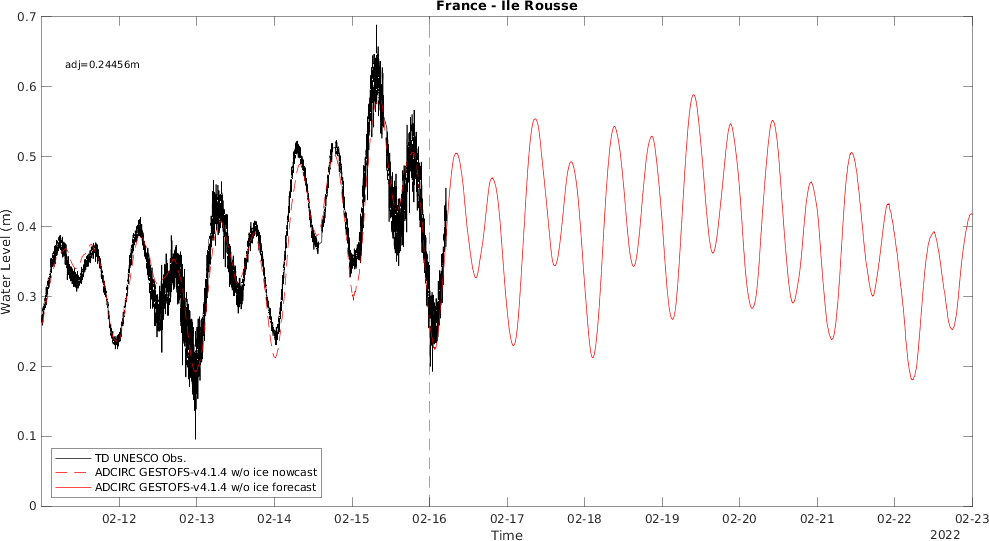 France - Ile Rousse
adj=0.24456m
0.7
0.6
0.5
0.4
0.3
0.2
0.1
0
Water Level (m)
TD UNESCO Obs.
ADCIRC GESTOFS-v4.1.4 w/o ice nowcast
ADCIRC GESTOFS-v4.1.4 w/o ice forecast
02-12 02-13 02-14 02-15 02-16 02-17 02-18 02-19 02-20 02-21 02-22 02-23
Time
2022